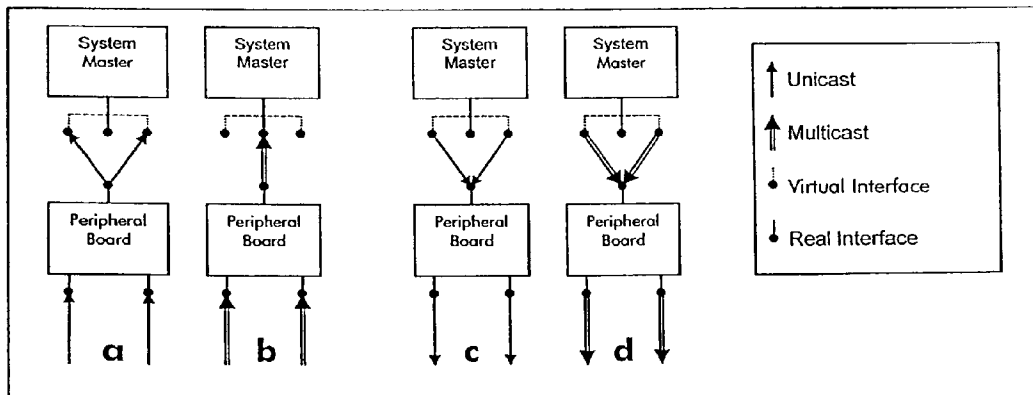 System
Master
System
Master
System
Master
System
Master
Peripheral
Board
Peripheral
Board
Peripheral
Board
Peripheral
Board
a
b
c
d
Unicast
Multicast
Virtual Interface
Real Interface